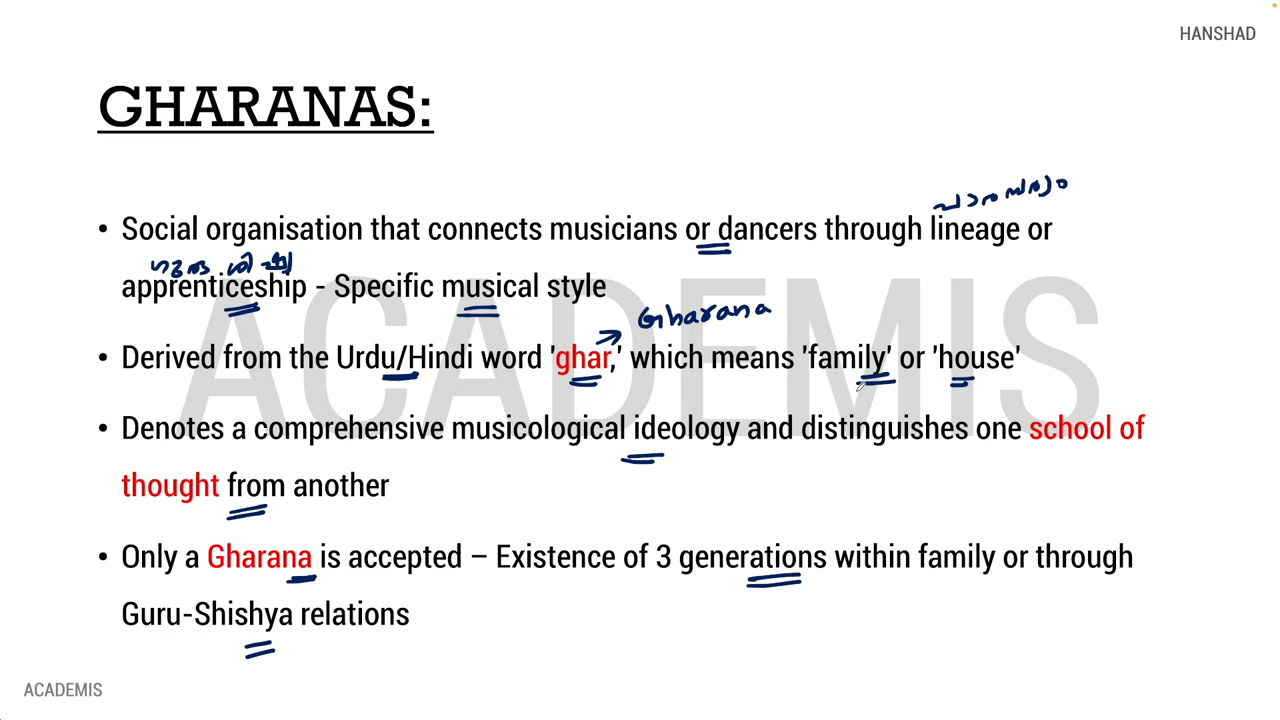 HANSHAD
GHARANAS:
• Social organisation that connects musicians or dancers through lineage or
apprenticeship - Specific musical style
Gharana
• Derived from the Urdu/Hindi word 'ghar,' which means 'family' or 'house'
• Denotes a comprehensive musicological ideology and distinguishes one school of
thought from another
• Only a Gharana is accepted – Existence of 3 generations within family or through
Guru-Shishya relations
ACADEMIS
ACADEMIS